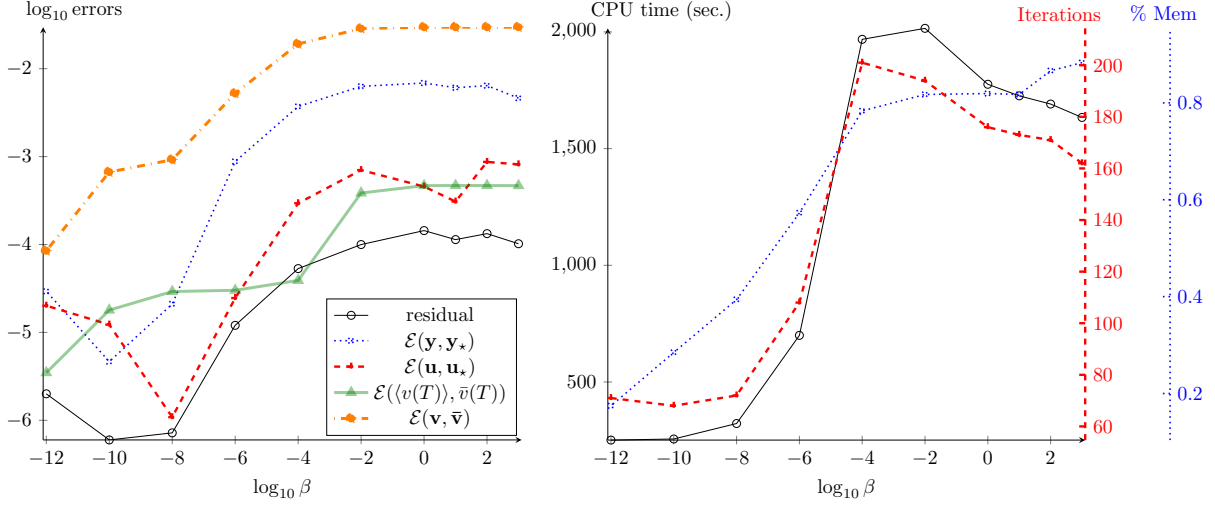 log₁₀ errors
−2
−3
−4
−5
−6
−12 −10 −8 −6 −4 −2 0 2
log₁₀ β
residual
ℰ(y, y⋆)
ℰ(u, u⋆)
ℰ(⟨v(T)⟩, v̄(T))
ℰ(v, v̄)
CPU time (sec.)
2,000
1,500
1,000
500
−12 −10 −8 −6 −4 −2 0 2
log₁₀ β
Iterations
200
180
160
140
120
100
80
60
% Mem
0.8
0.6
0.4
0.2